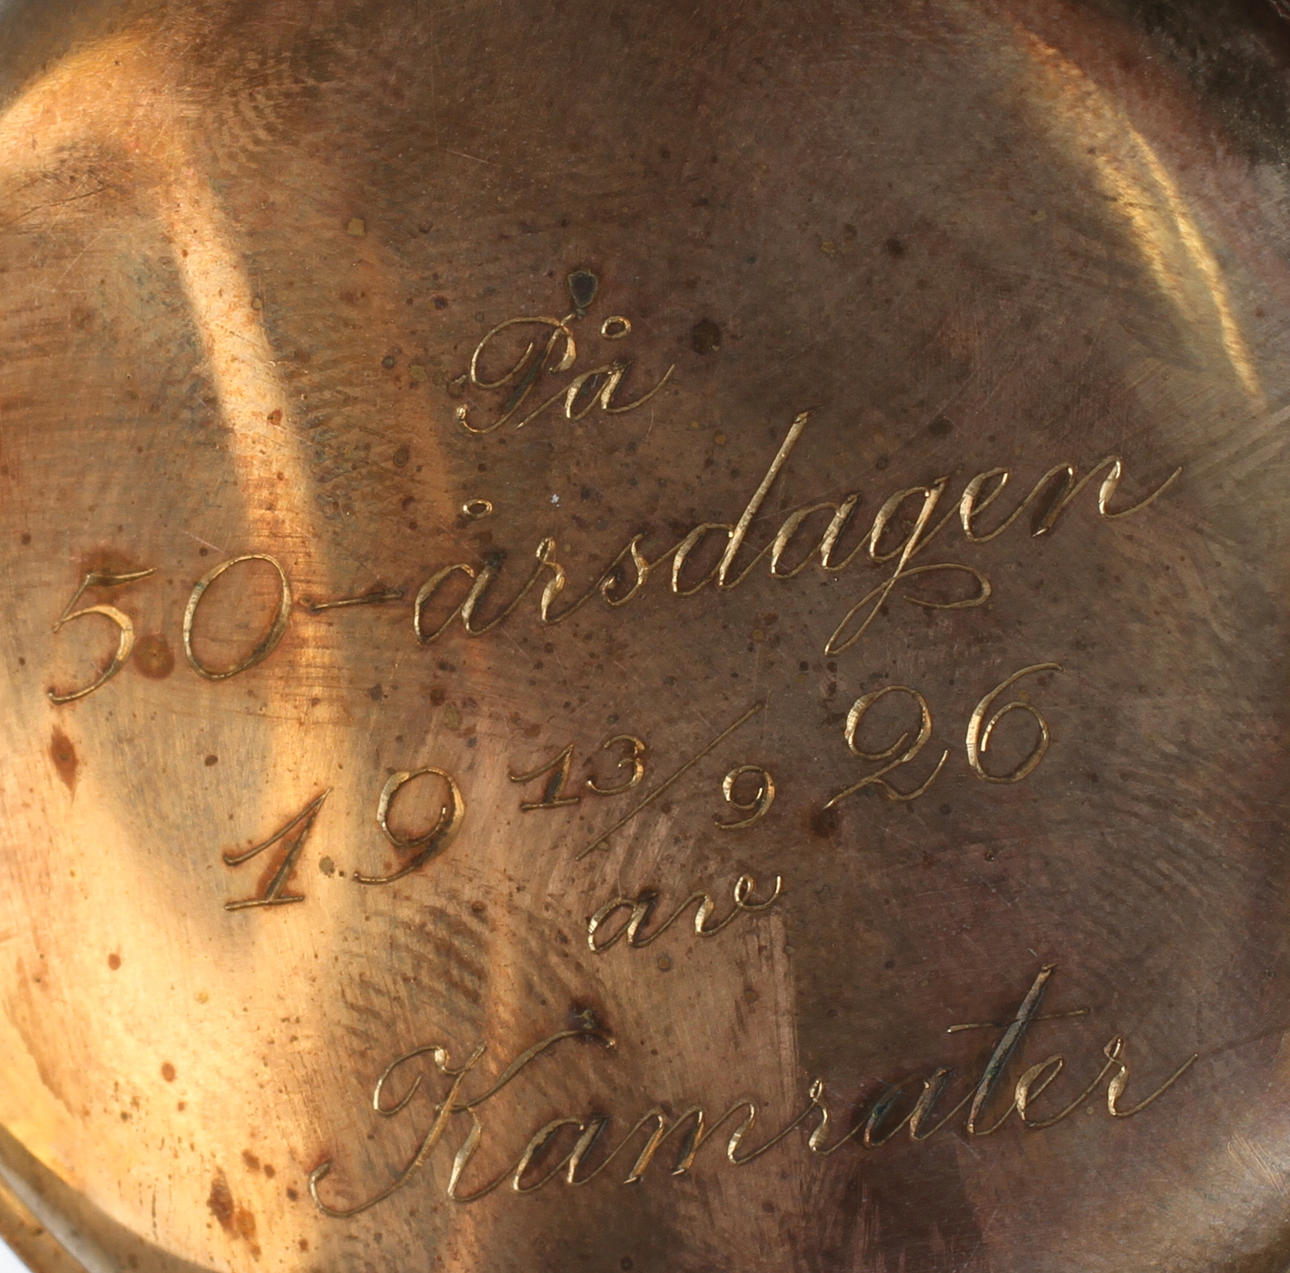 På
50-årsdagen
19 13/9 26
av
Kamrater